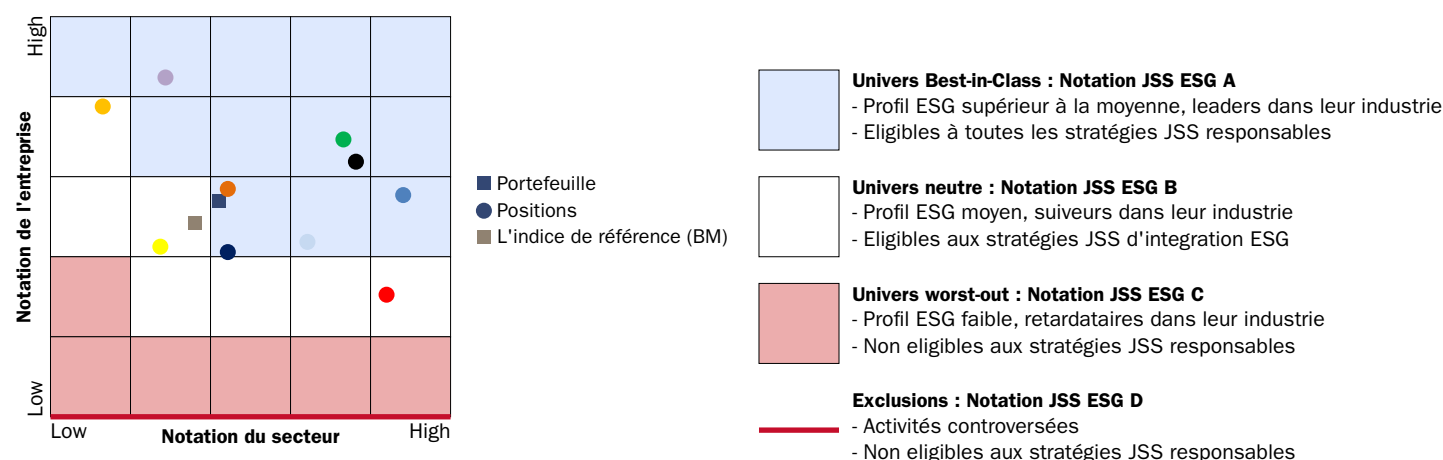 High
Notation de l'entreprise
Low
Low
Notation du secteur
High
Portefeuille
Positions
L'indice de référence (BM)
Univers Best-in-Class : Notation JSS ESG A
- Profil ESG supérieur à la moyenne, leaders dans leur industrie
- Eligibles à toutes les stratégies JSS responsables
Univers neutre : Notation JSS ESG B
- Profil ESG moyen, suiveurs dans leur industrie
- Eligibles aux stratégies JSS d'integration ESG
Univers worst-out : Notation JSS ESG C
- Profil ESG faible, retardataires dans leur industrie
- Non eligibles aux stratégies JSS responsables
Exclusions : Notation JSS ESG D
- Activités controversées
- Non eligibles aux stratégies JSS responsables